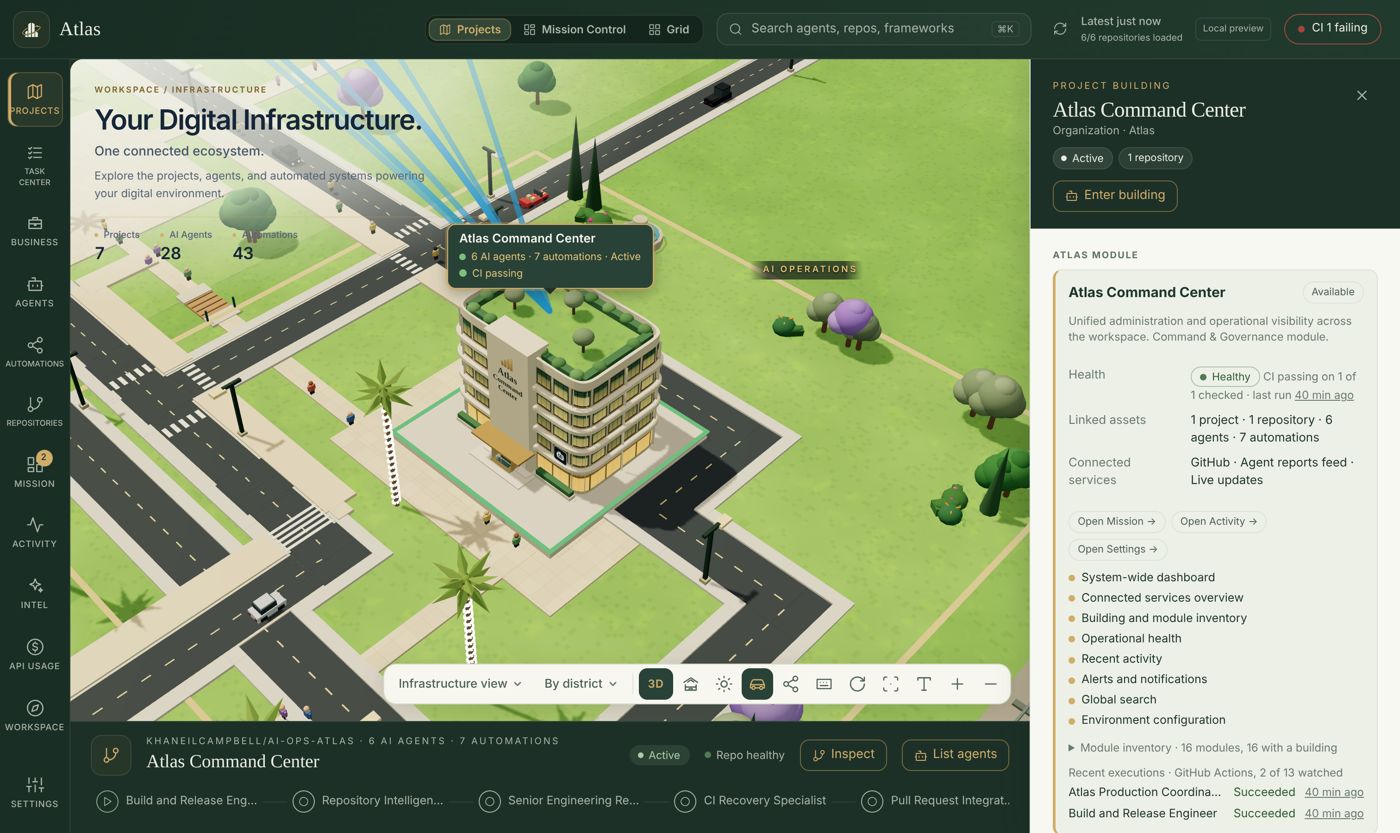 Atlas
Projects
Mission Control
Grid
Search agents, repos, frameworks
⌘K
Latest just now
6/6 repositories loaded
Local preview
CI 1 failing
PROJECTS
TASK
CENTER
BUSINESS
AGENTS
AUTOMATIONS
REPOSITORIES
2
MISSION
ACTIVITY
INTEL
API USAGE
WORKSPACE
SETTINGS
WORKSPACE / INFRASTRUCTURE
Your Digital Infrastructure.
One connected ecosystem.
Explore the projects, agents, and automated systems powering
your digital environment.
Projects
AI Agents
Automations
7
28
43
Atlas Command Center
6 AI agents · 7 automations · Active
CI passing
AI OPERATIONS
Atlas
Command
Center
Infrastructure view
By district
3D
KHANEILCAMPBELL/AI-OPS-ATLAS · 6 AI AGENTS · 7 AUTOMATIONS
Atlas Command Center
Active
Repo healthy
Inspect
List agents
Build and Release Eng...
Repository Intelligen...
Senior Engineering Re...
CI Recovery Specialist
Pull Request Integrat..
PROJECT BUILDING
Atlas Command Center
Organization · Atlas
Active
1 repository
Enter building
ATLAS MODULE
Atlas Command Center
Available
Unified administration and operational visibility across
the workspace. Command & Governance module.
Health
Healthy CI passing on 1 of
1 checked · last run 40 min ago
Linked assets
1 project · 1 repository · 6
agents · 7 automations
Connected
services
GitHub · Agent reports feed ·
Live updates
Open Mission →
Open Activity →
Open Settings →
System-wide dashboard
Connected services overview
Building and module inventory
Operational health
Recent activity
Alerts and notifications
Global search
Environment configuration
Module inventory · 16 modules, 16 with a building
Recent executions · GitHub Actions, 2 of 13 watched
Atlas Production Coordina... Succeeded 40 min ago
Build and Release Engineer Succeeded 40 min ago